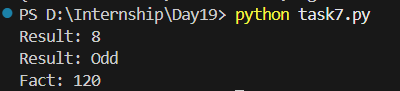 PS D:\Internship\Day19> python task7.py
Result: 8
Result: Odd
Fact: 120